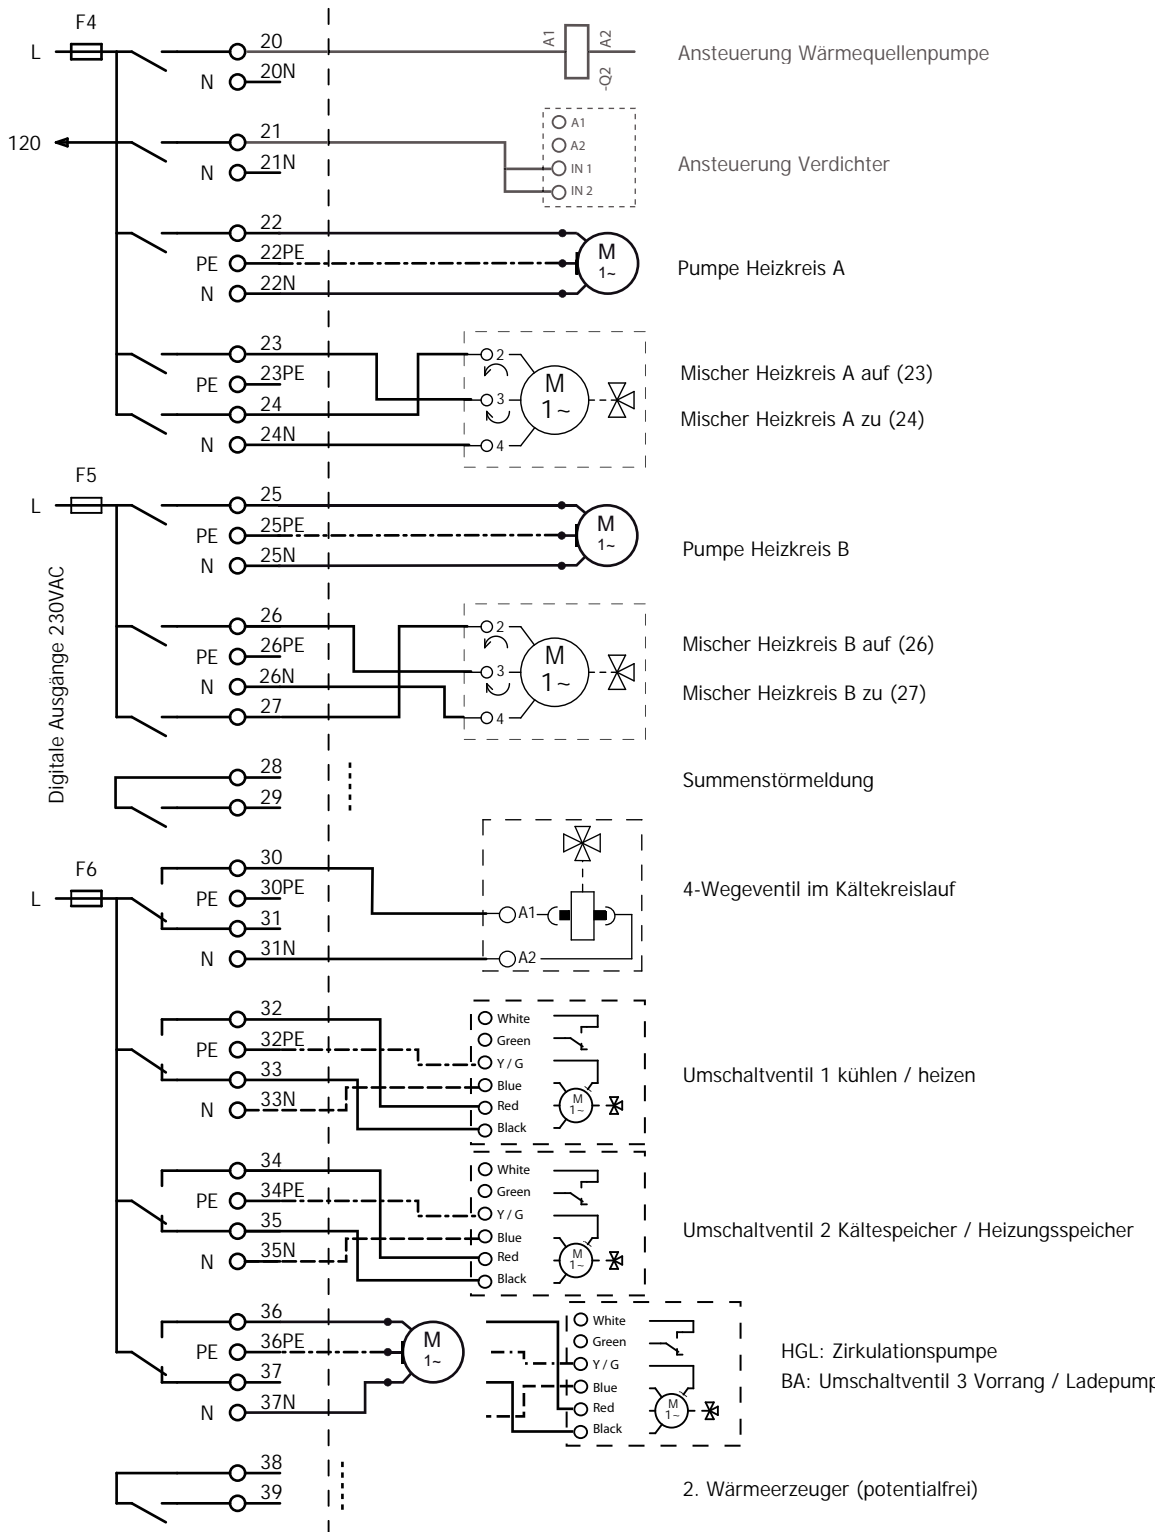 F4
L
20
A1
A2
-Q2
Ansteuerung Wärmequellenpumpe
N
20N
120
21
A1
A2
IN 1
IN 2
Ansteuerung Verdichter
N
21N
22
PE
22PE
M
1~
Pumpe Heizkreis A
N
22N
23
2
PE
23PE
M
1~
Mischer Heizkreis A auf (23)
3
24
Mischer Heizkreis A zu (24)
N
24N
4
F5
L
25
PE
25PE
M
1~
Pumpe Heizkreis B
N
25N
Digitale Ausgänge 230VAC
26
2
PE
26PE
M
1~
Mischer Heizkreis B auf (26)
3
N
26N
Mischer Heizkreis B zu (27)
27
4
28
Summenstörmeldung
29
F6
L
30
PE
30PE
4-Wegeventil im Kältekreislauf
31
A1
N
31N
A2
32
White
Green
PE
32PE
Y / G
33
Blue
Umschaltventil 1 kühlen / heizen
N
33N
Red
Black
M
1~
34
White
Green
PE
34PE
Y / G
35
Blue
Umschaltventil 2 Kältespeicher / Heizungsspeicher
N
35N
Red
Black
M
1~
36
PE
36PE
M
1~
37
N
37N
White
Green
Y / G
Blue
Red
Black
M
1~
HGL: Zirkulationspumpe
BA: Umschaltventil 3 Vorrang / Ladepump
38
39
2. Wärmeerzeuger (potentialfrei)